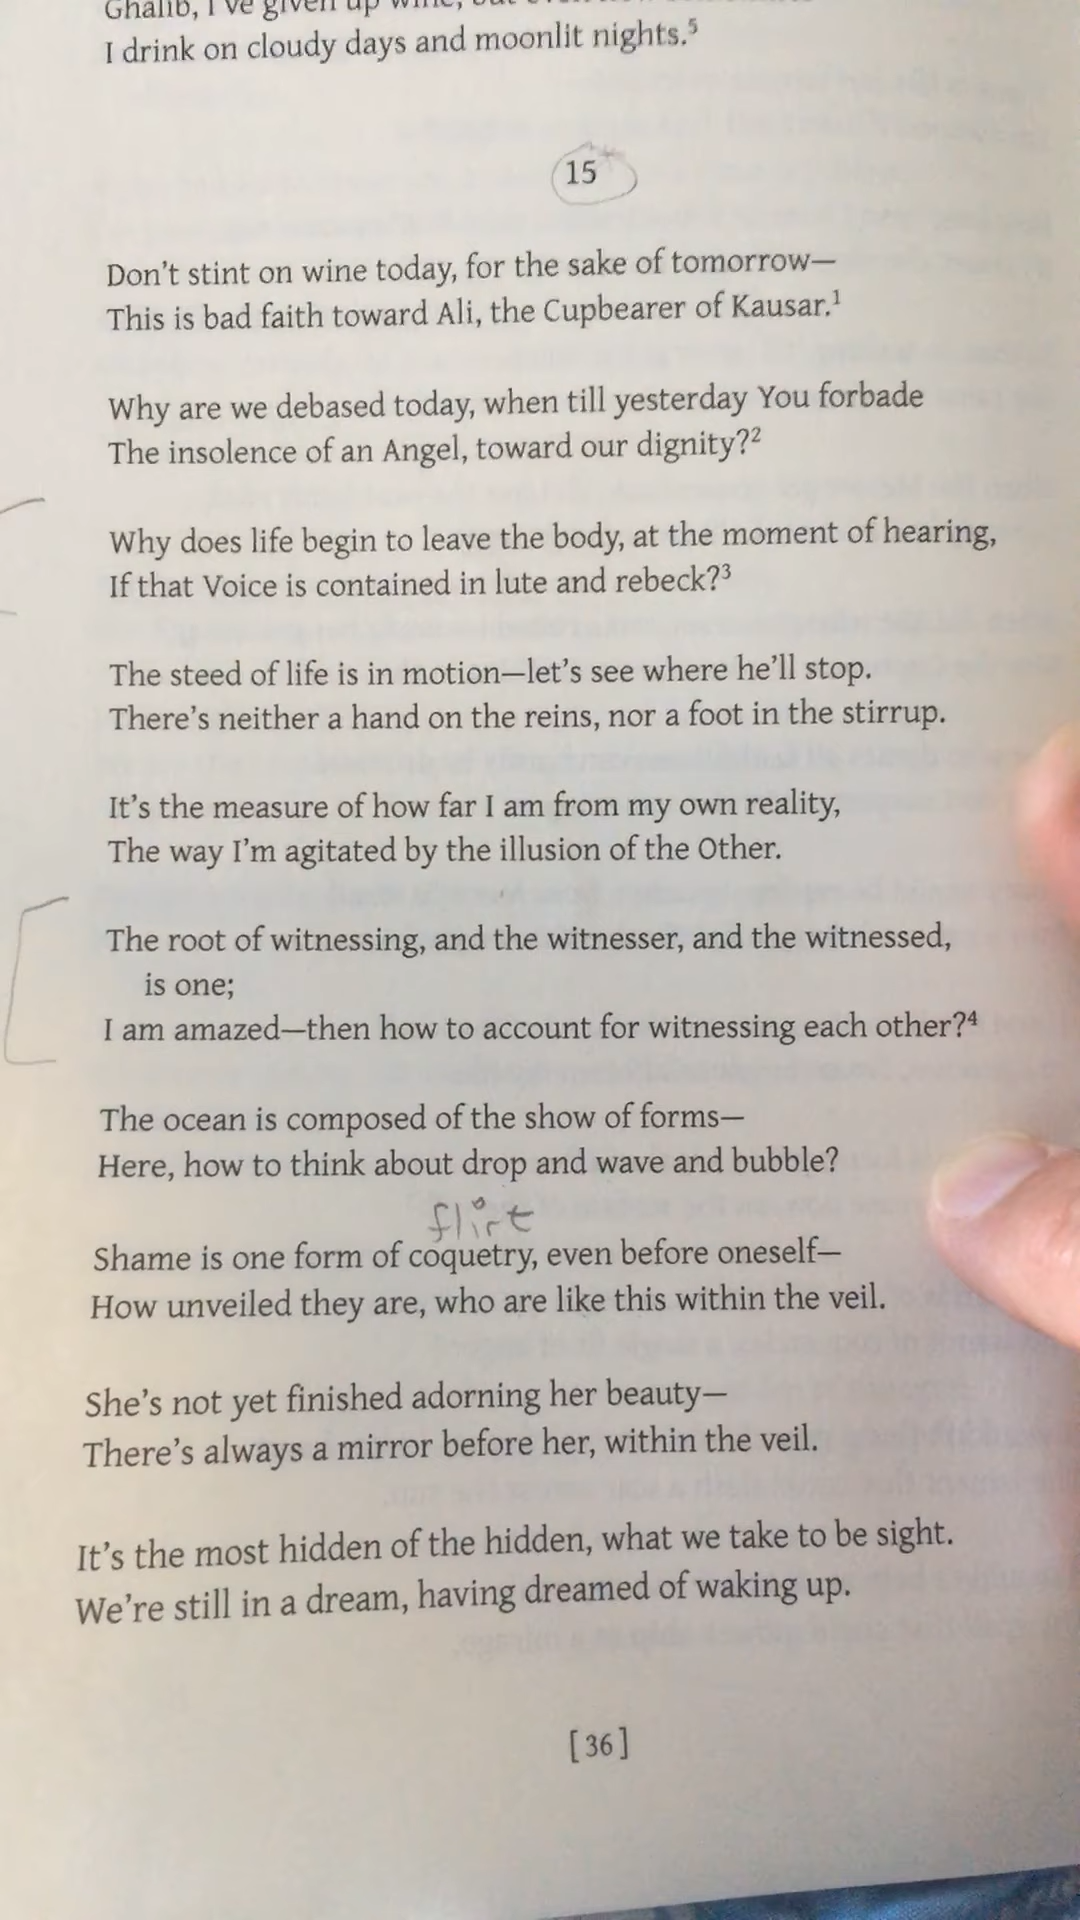 Ghalib, I've given up wine, but even now
I drink on cloudy days and moonlit nights.⁵
15
Don't stint on wine today, for the sake of tomorrow—
This is bad faith toward Ali, the Cupbearer of Kausar.¹
Why are we debased today, when till yesterday You forbade
The insolence of an Angel, toward our dignity?²
Why does life begin to leave the body, at the moment of hearing,
If that Voice is contained in lute and rebeck?³
The steed of life is in motion—let's see where he'll stop.
There's neither a hand on the reins, nor a foot in the stirrup.
It's the measure of how far I am from my own reality,
The way I'm agitated by the illusion of the Other.
The root of witnessing, and the witnesser, and the witnessed,
is one;
I am amazed—then how to account for witnessing each other?⁴
The ocean is composed of the show of forms—
Here, how to think about drop and wave and bubble?
flirt
Shame is one form of coquetry, even before oneself—
How unveiled they are, who are like this within the veil.
She's not yet finished adorning her beauty—
There's always a mirror before her, within the veil.
It's the most hidden of the hidden, what we take to be sight.
We're still in a dream, having dreamed of waking up.
[36]